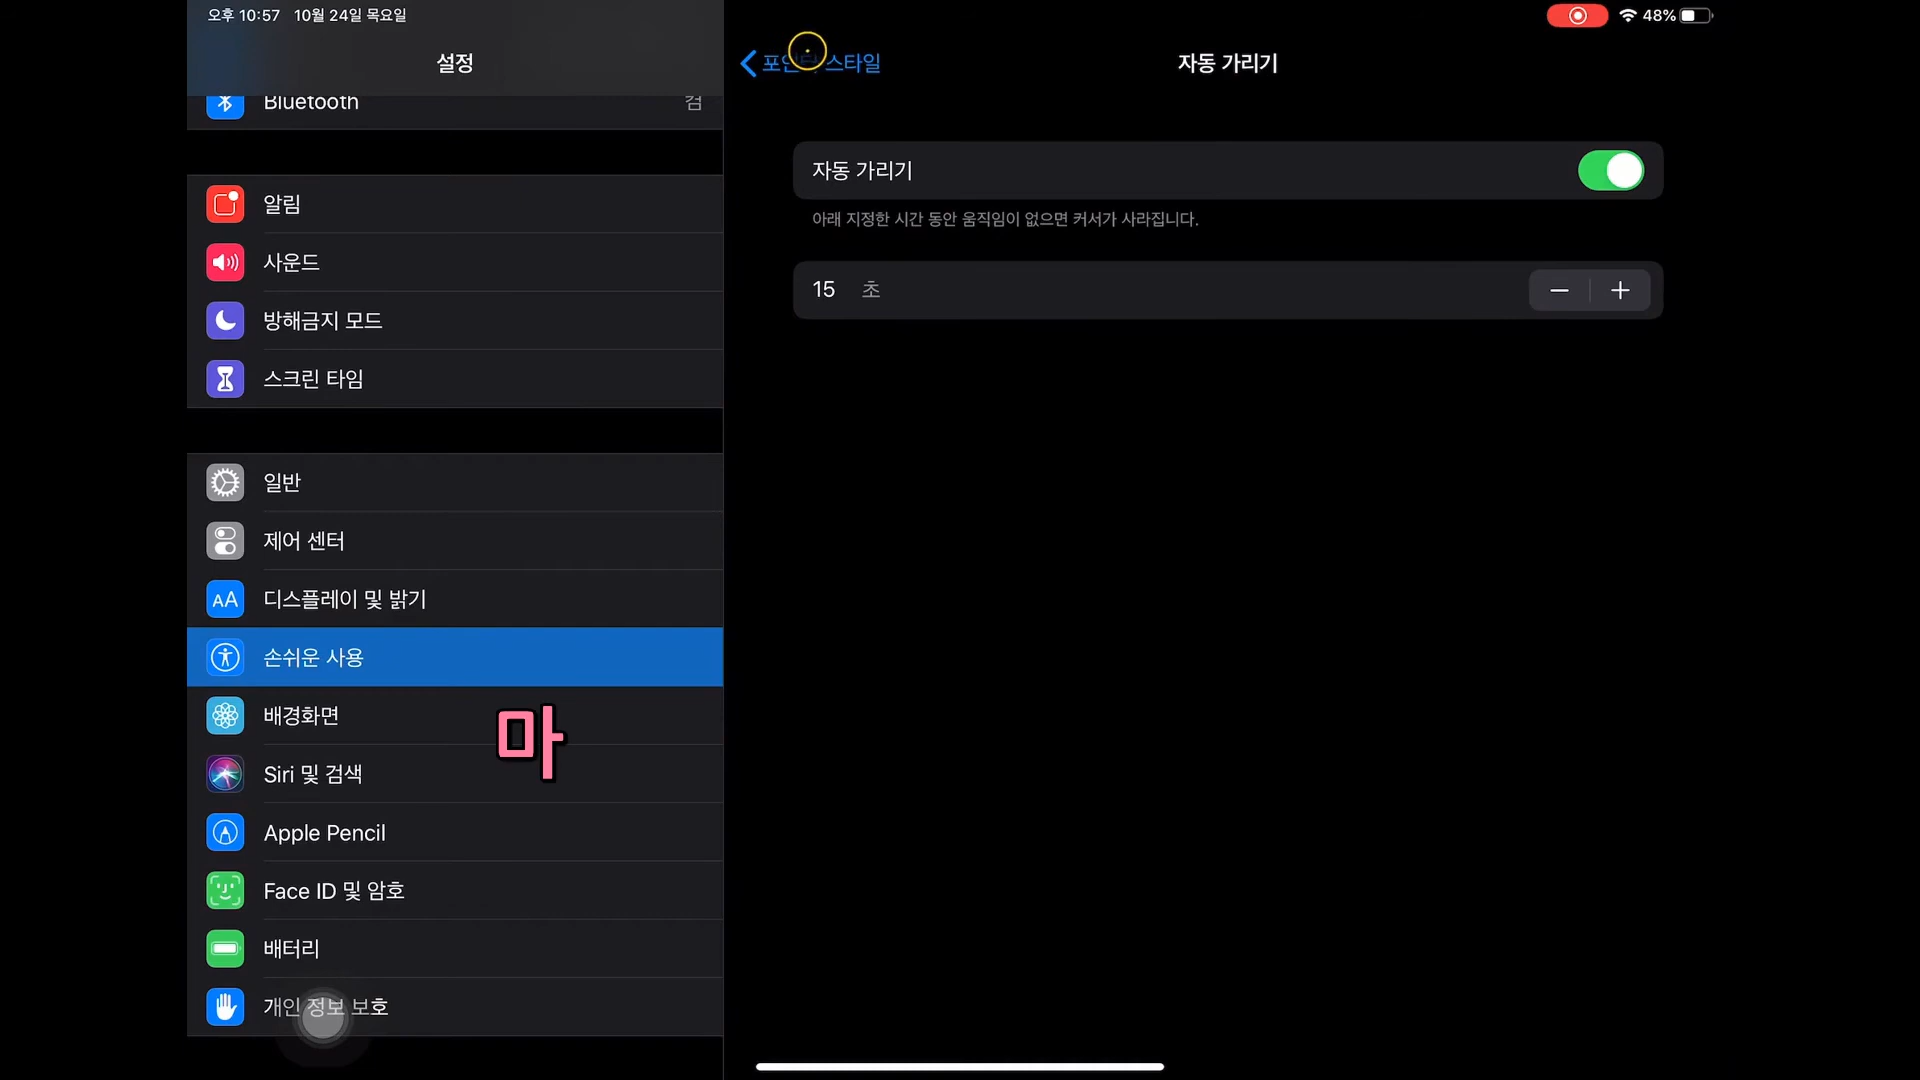 오후 10:57 10월 24일 목요일
48%
설정
포인터 스타일
자동 가리기
Bluetooth
켬
알림
사운드
방해금지 모드
스크린 타임
일반
제어 센터
AA
디스플레이 및 밝기
손쉬운 사용
배경화면
Siri 및 검색
Apple Pencil
Face ID 및 암호
배터리
개인 정보 보호
마
자동 가리기
아래 지정한 시간 동안 움직임이 없으면 커서가 사라집니다.
15 초